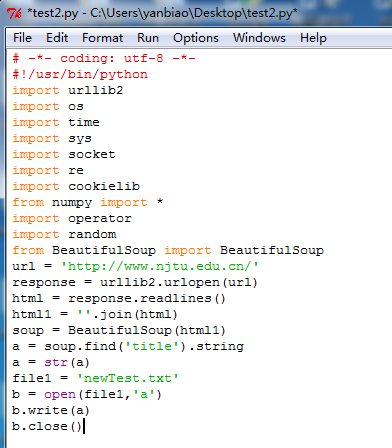 *test2.py - C:\Users\yanbiao\Desktop\test2.py*
File Edit Format Run Options Windows Help
# -*- coding: utf-8 -*-
#!/usr/bin/python
import urllib2
import os
import time
import sys
import socket
import re
import cookielib
from numpy import *
import operator
import random
from BeautifulSoup import BeautifulSoup
url = 'http://www.njtu.edu.cn/'
response = urllib2.urlopen(url)
html = response.readlines()
html1 = ''.join(html)
soup = BeautifulSoup(html1)
a = soup.find('title').string
a = str(a)
file1 = 'newTest.txt'
b = open(file1,'a')
b.write(a)
b.close()